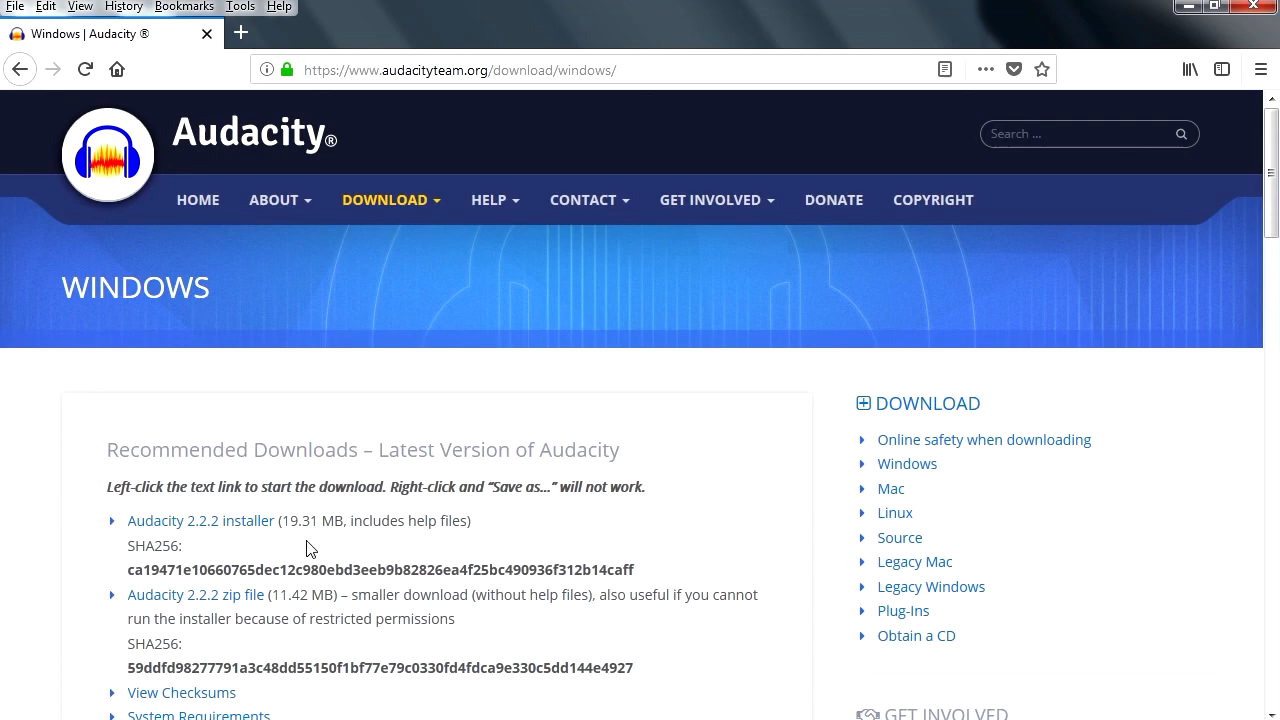 File Edit View History Bookmarks Tools Help
Windows | Audacity ®
https://www.audacityteam.org/download/windows/
Audacity®
Search ...
HOME ABOUT DOWNLOAD HELP CONTACT GET INVOLVED DONATE COPYRIGHT
WINDOWS
Recommended Downloads – Latest Version of Audacity
Left-click the text link to start the download. Right-click and “Save as...” will not work.
Audacity 2.2.2 installer (19.31 MB, includes help files)
SHA256:
ca19471e10660765dec12c980ebd3eeb9b82826ea4f25bc490936f312b14caff
Audacity 2.2.2 zip file (11.42 MB) – smaller download (without help files), also useful if you cannot
run the installer because of restricted permissions
SHA256:
59ddfd98277791a3c48dd55150f1bf77e79c0330fd4fdca9e330c5dd144e4927
View Checksums
System Requirements
DOWNLOAD
Online safety when downloading
Windows
Mac
Linux
Source
Legacy Mac
Legacy Windows
Plug-Ins
Obtain a CD
GET INVOLVED